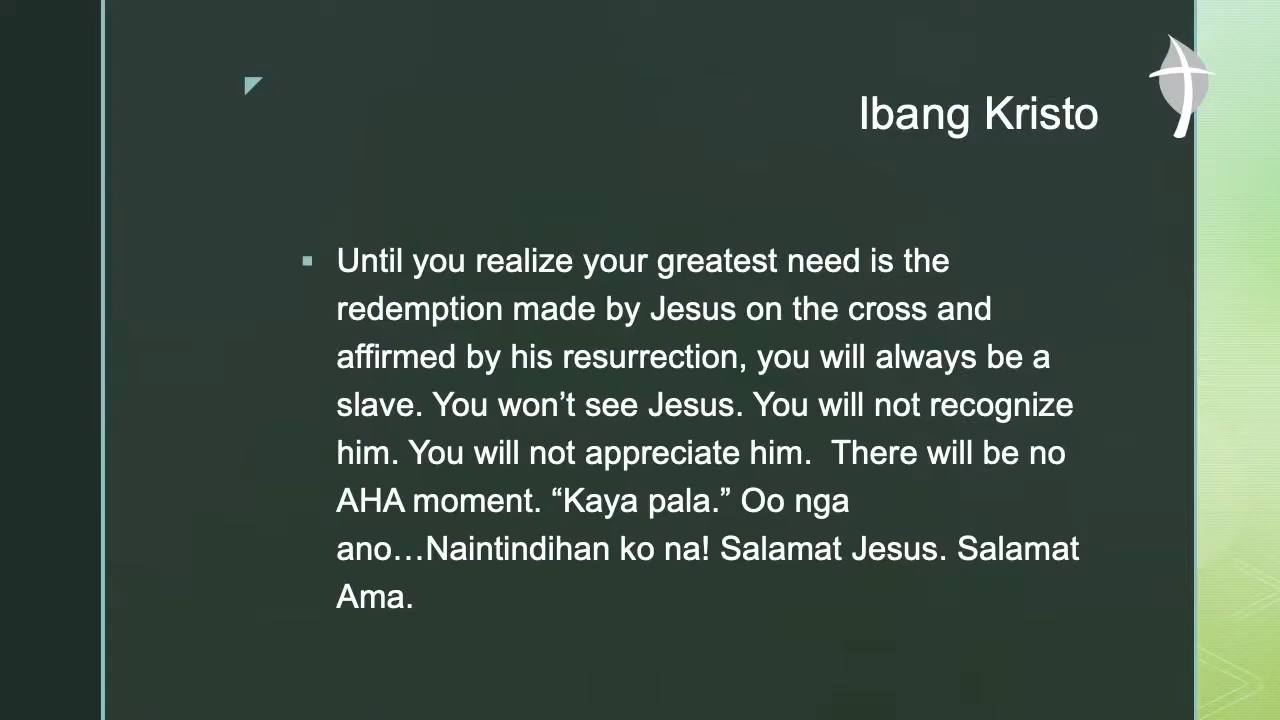 Ibang Kristo
Until you realize your greatest need is the
redemption made by Jesus on the cross and
affirmed by his resurrection, you will always be a
slave. You won’t see Jesus. You will not recognize
him. You will not appreciate him.  There will be no
AHA moment. “Kaya pala.” Oo nga
ano…Naintindihan ko na! Salamat Jesus. Salamat
Ama.